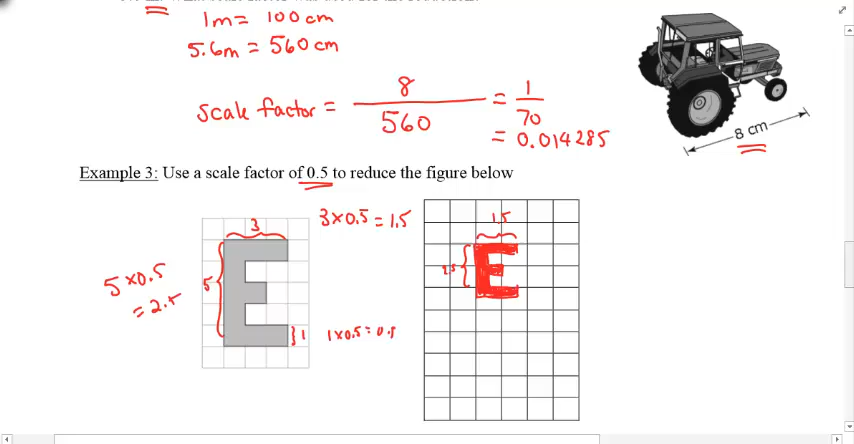 1m = 100 cm
5.6m = 560 cm
scale factor = 8/560 = 1/70
= 0.014285
8 cm
Example 3: Use a scale factor of 0.5 to reduce the figure below
3 × 0.5 = 1.5
3
5 × 0.5
= 2.5
5
1
1 × 0.5 = 0.5
1.5
2.5
E
E